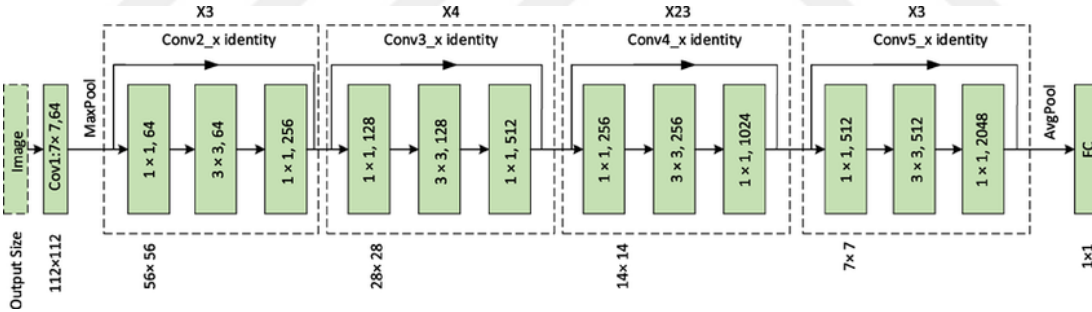 X3
X4
X23
X3
Conv2_x identity
Conv3_x identity
Conv4_x identity
Conv5_x identity
Image
Cov1:7× 7,64
MaxPool
1 × 1, 64
3 × 3, 64
1 × 1, 256
1 × 1, 128
3 × 3, 128
1 × 1, 512
1 × 1, 256
3 × 3, 256
1 × 1, 1024
1 × 1, 512
3 × 3, 512
1 × 1, 2048
AvgPool
FC
Output Size
112×112
56× 56
28× 28
14× 14
7× 7
1×1